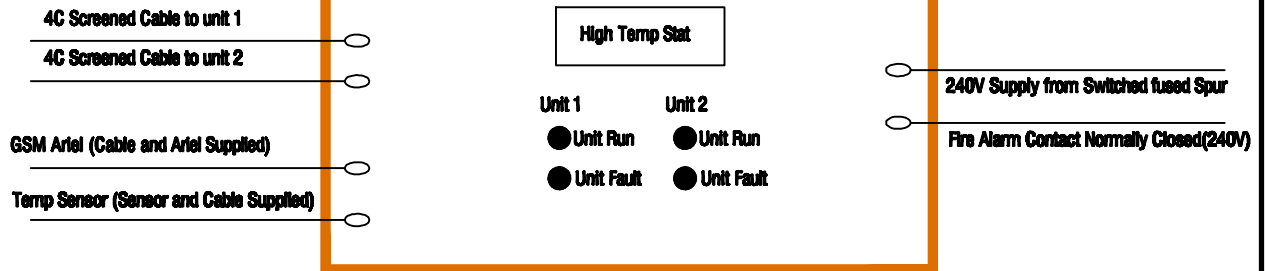 4C Screened Cable to unit 1
4C Screened Cable to unit 2
GSM Ariel (Cable and Ariel Supplied)
Temp Sensor (Sensor and Cable Supplied)
High Temp Stat
Unit 1 Unit 2
Unit Run Unit Run
Unit Fault Unit Fault
240V Supply from Switched fused Spur
Fire Alarm Contact Normally Closed(240V)